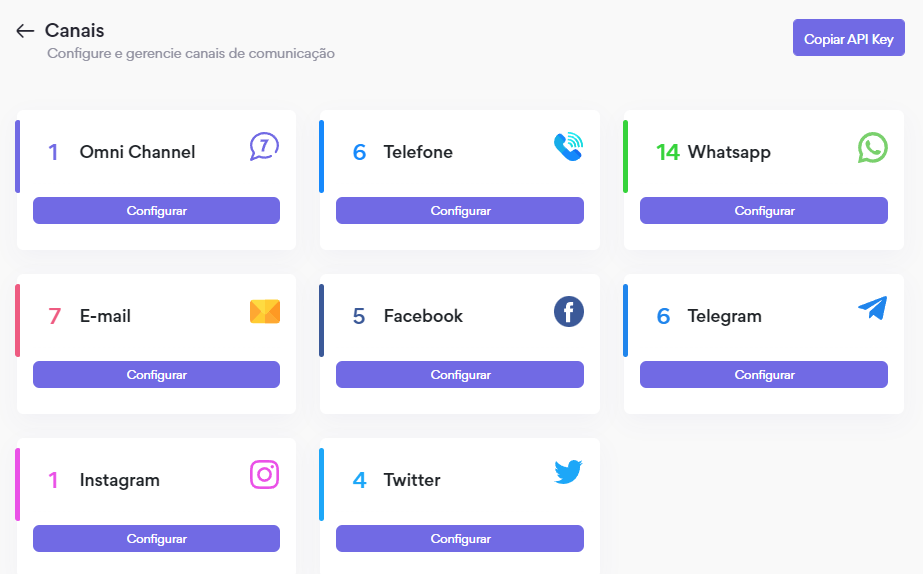 Canais
Configure e gerencie canais de comunicação
Copiar API Key
1 Omni Channel
7
Configurar
6 Telefone
Configurar
14 Whatsapp
Configurar
7 E-mail
Configurar
5 Facebook
f
Configurar
6 Telegram
Configurar
1 Instagram
Configurar
4 Twitter
Configurar